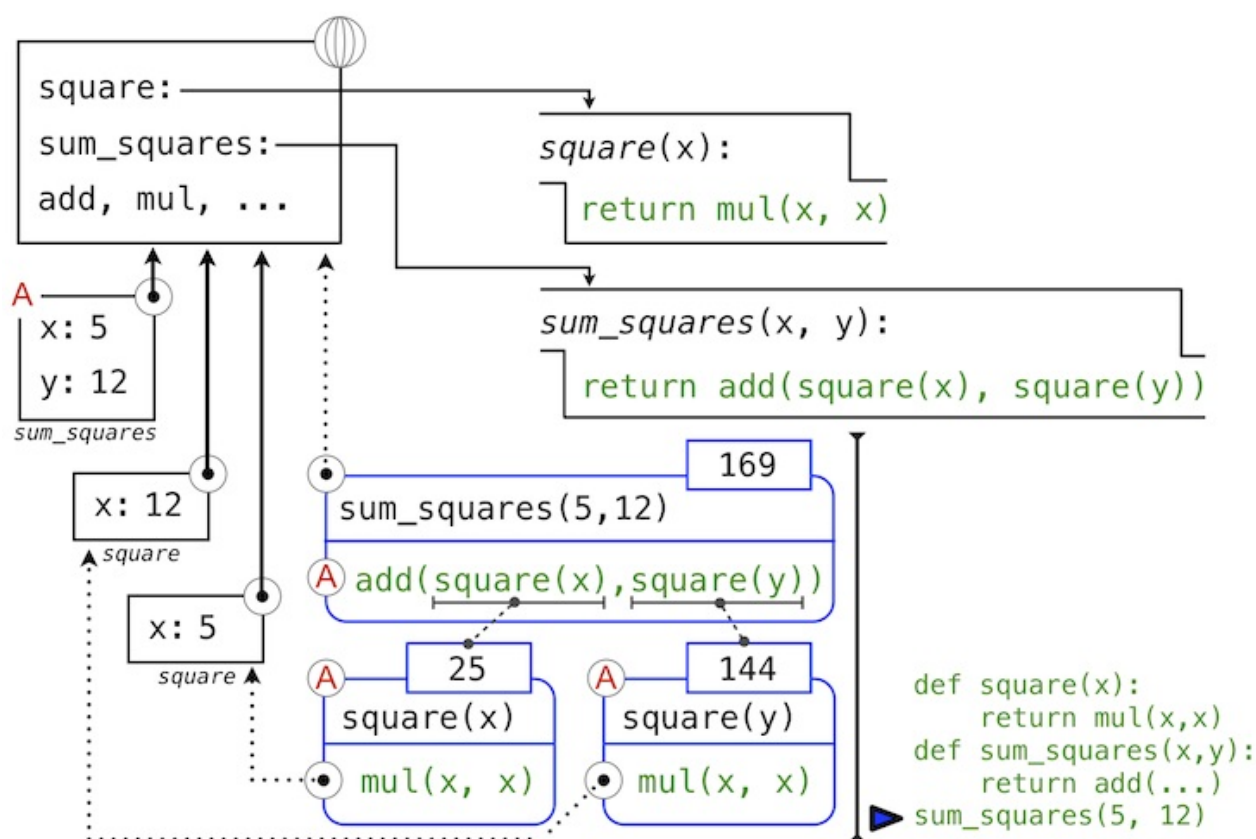 square:
sum_squares:
add, mul, ...
square(x):
return mul(x, x)
sum_squares(x, y):
return add(square(x), square(y))
A
x: 5
y: 12
sum_squares
x: 12
square
x: 5
square
169
sum_squares(5,12)
A add(square(x),square(y))
25
A
square(x)
mul(x, x)
144
A
square(y)
mul(x, x)
def square(x):
    return mul(x,x)
def sum_squares(x,y):
    return add(...)
sum_squares(5, 12)